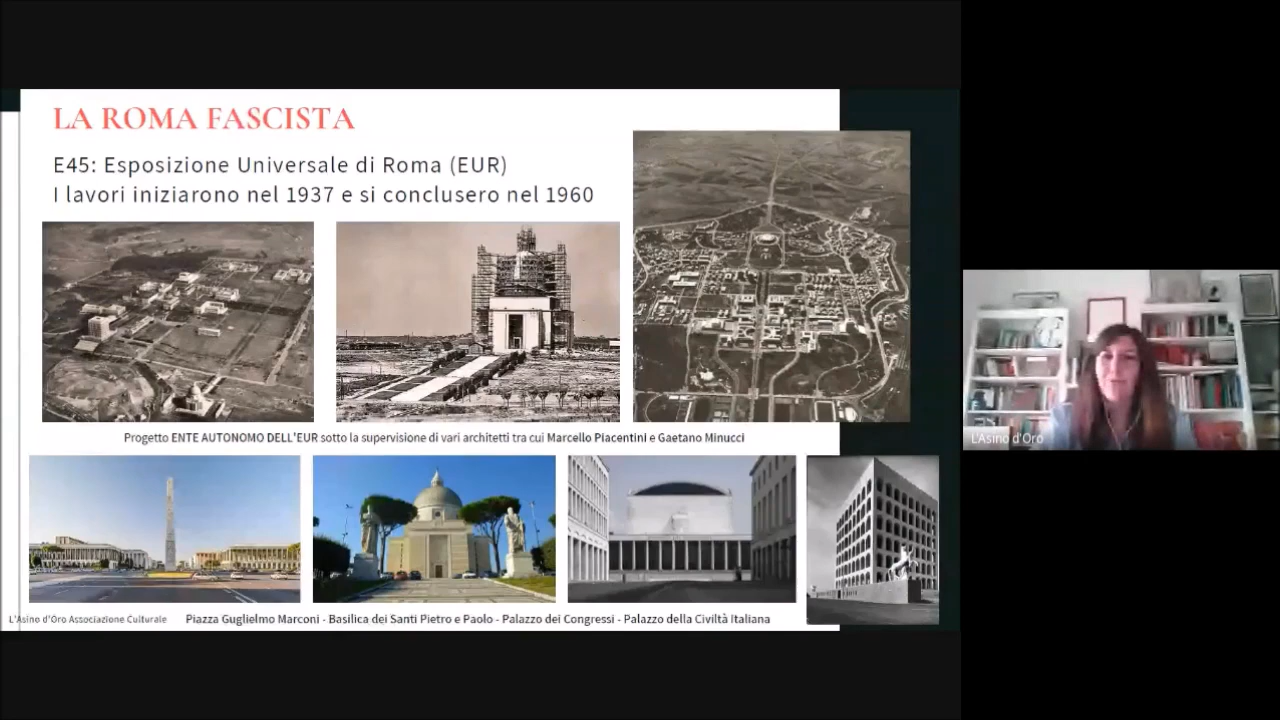 LA ROMA FASCISTA
E45: Esposizione Universale di Roma (EUR)
I lavori iniziarono nel 1937 e si conclusero nel 1960
Progetto ENTE AUTONOMO DELL'EUR sotto la supervisione di vari architetti tra cui Marcello Piacentini e Gaetano Minucci
L'Asino d'Oro Associazione Culturale
Piazza Guglielmo Marconi - Basilica dei Santi Pietro e Paolo - Palazzo dei Congressi - Palazzo della Civiltà Italiana
L'Asino d'Oro